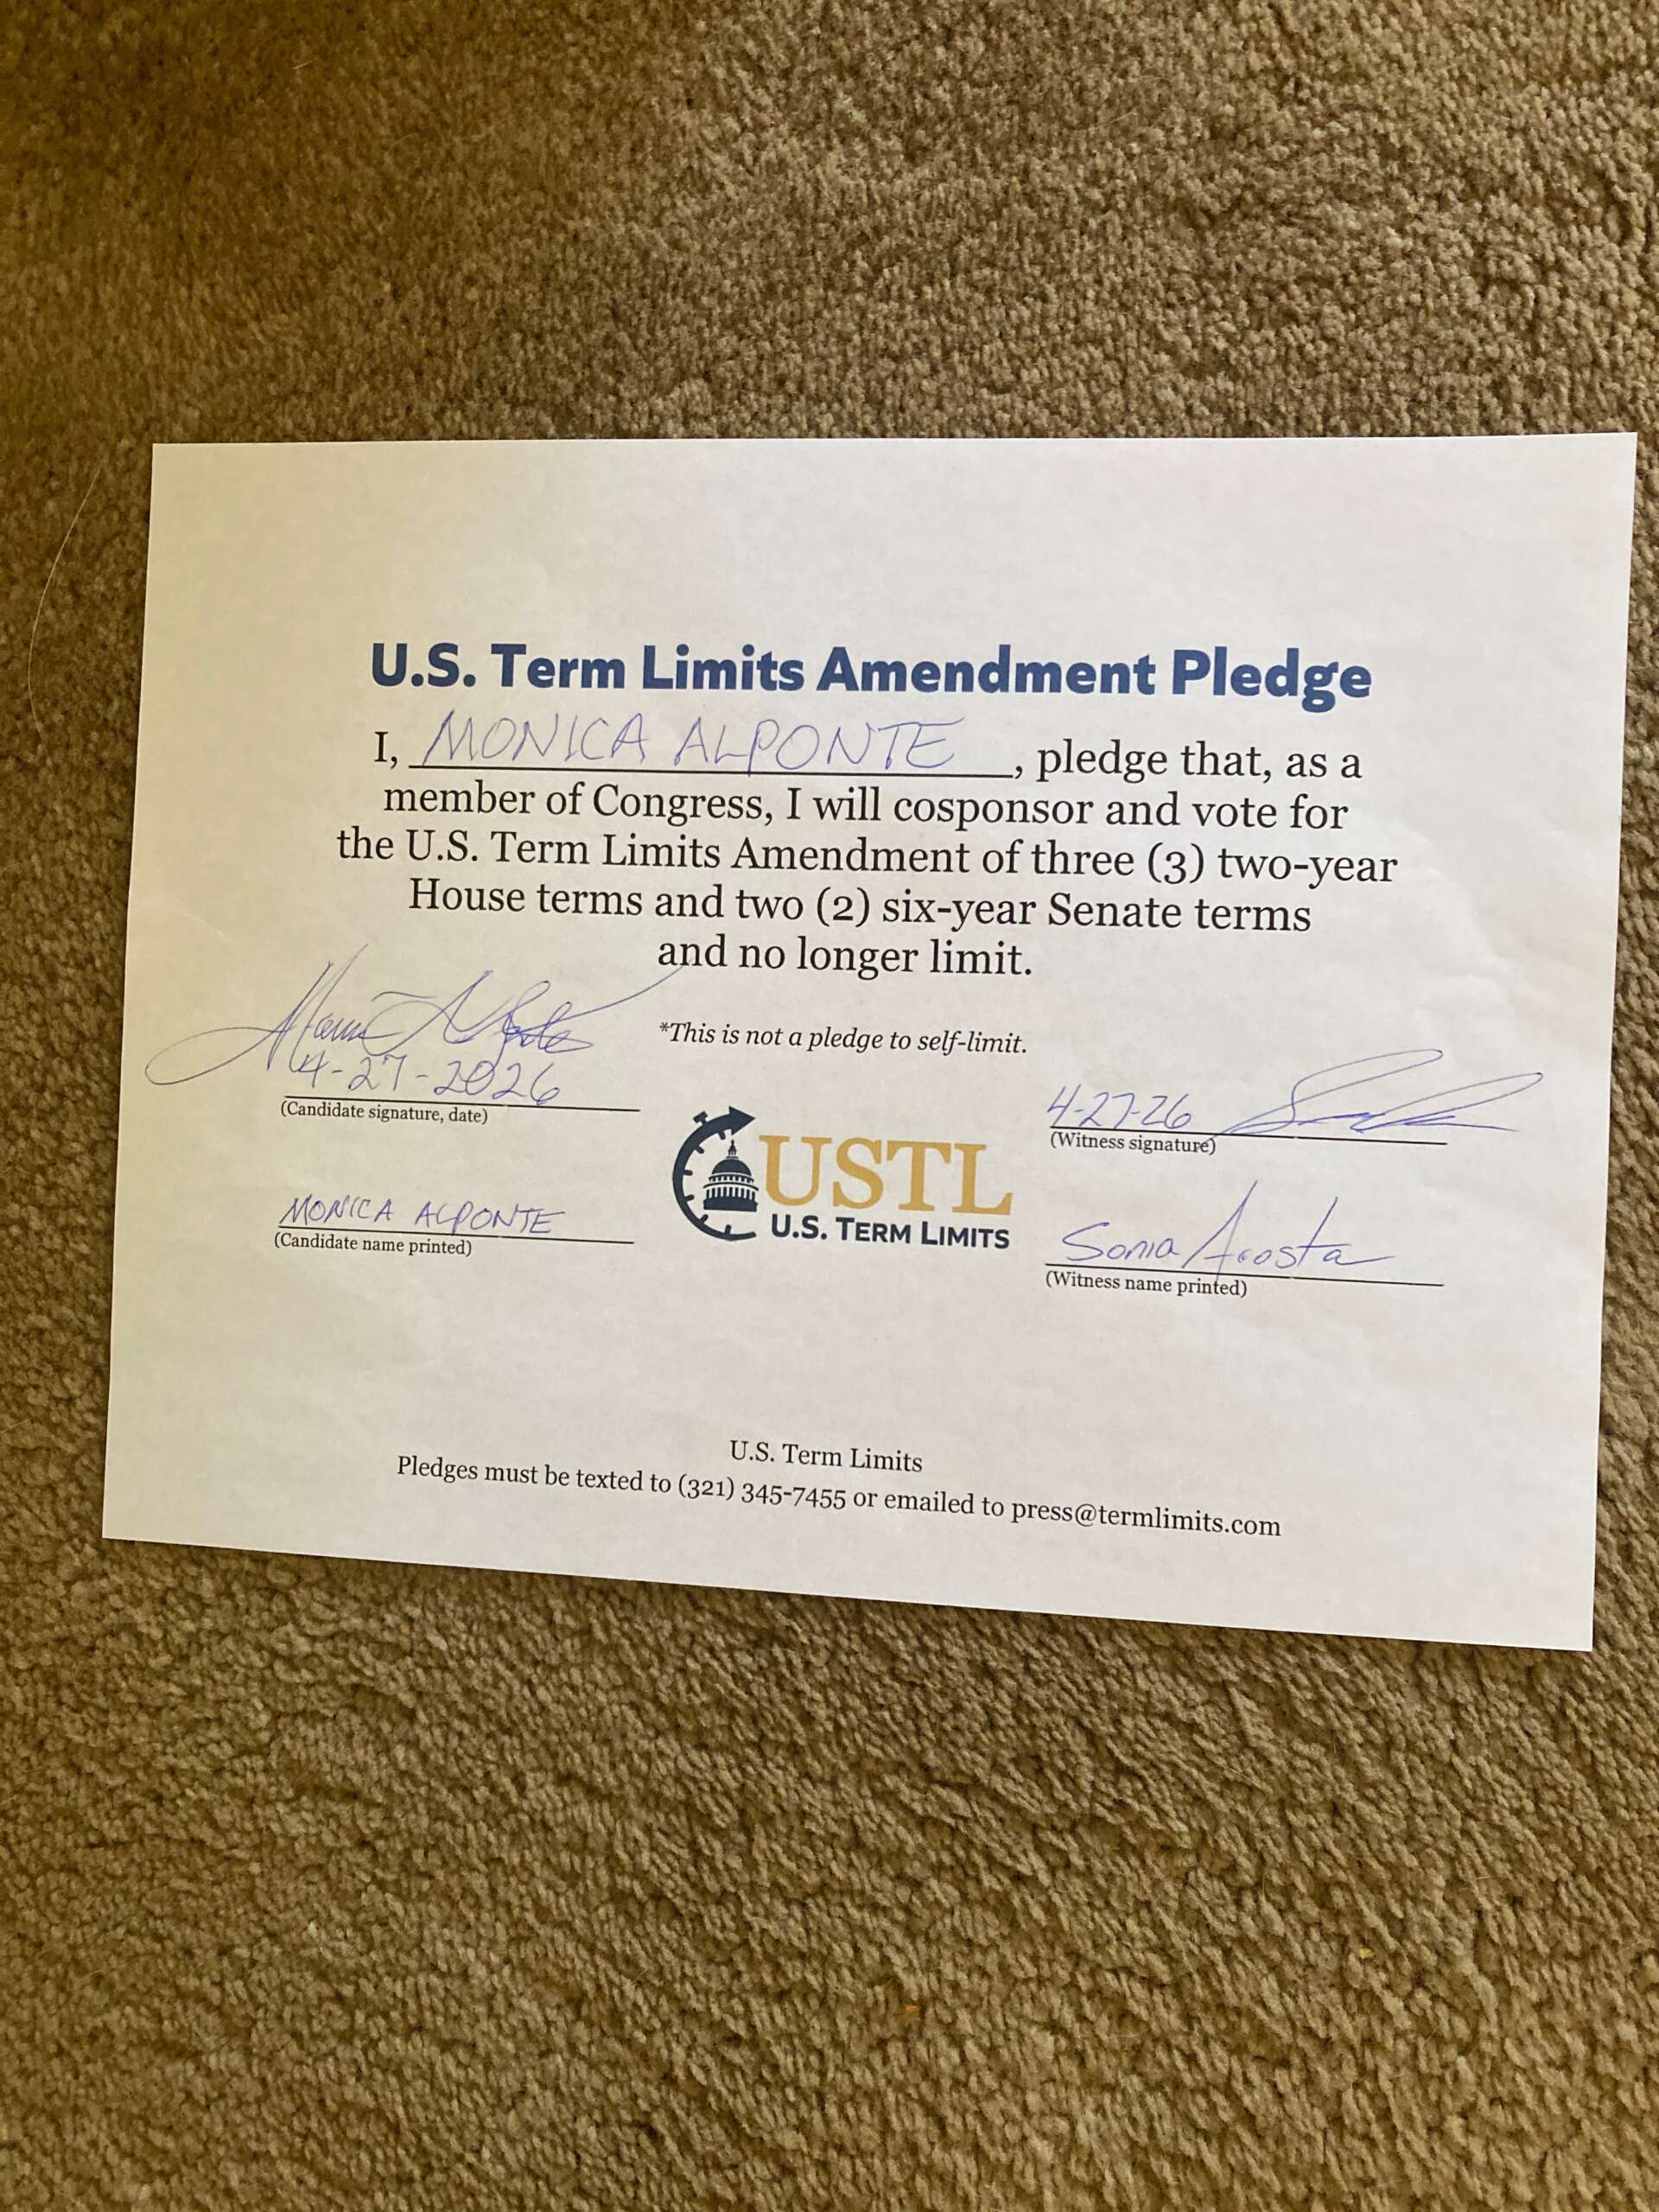 U.S. Term Limits Amendment Pledge
I, MONICA ALPONTE, pledge that, as a
member of Congress, I will cosponsor and vote for
the U.S. Term Limits Amendment of three (3) two-year
House terms and two (2) six-year Senate terms
and no longer limit.
*This is not a pledge to self-limit.
4-27-2026
(Candidate signature, date)
4-27-26
(Witness signature)
MONICA ALPONTE
(Candidate name printed)
USTL
U.S. TERM LIMITS
Sonia Acosta
(Witness name printed)
U.S. Term Limits
Pledges must be texted to (321) 345-7455 or emailed to press@termlimits.com